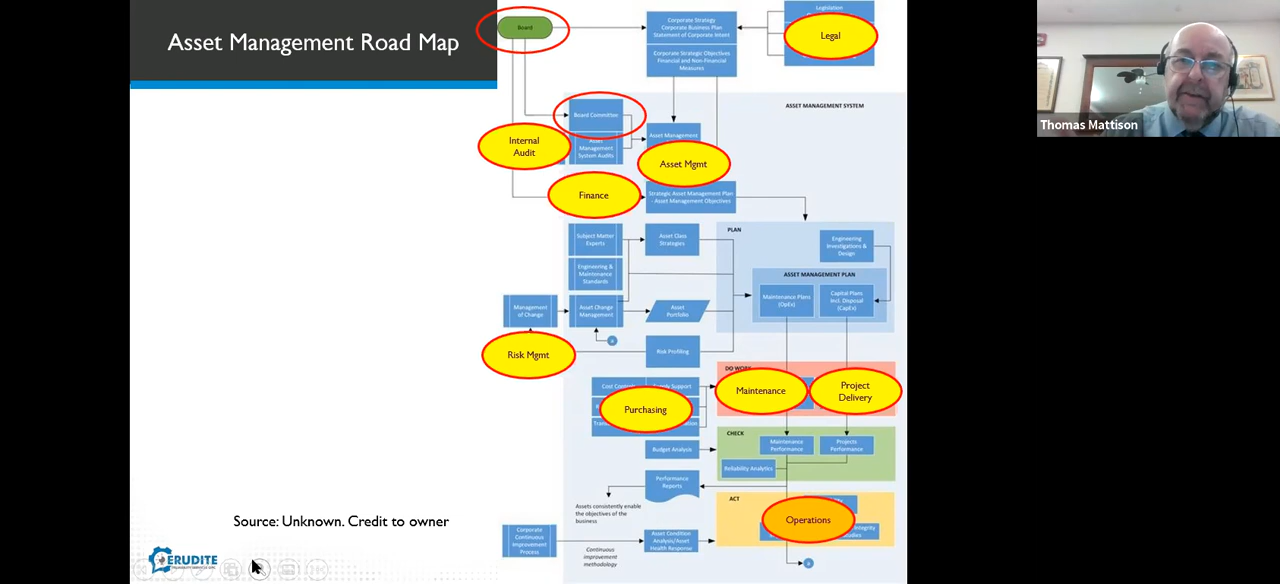 Asset Management Road Map
Board
Corporate Strategy
Corporate Business Plan
Statement of Corporate Intent
Corporate Strategic Objectives
Financial and Non-Financial
Measures
Legislation
Legal
ASSET MANAGEMENT SYSTEM
Board Committee
Internal
Audit
Asset
Management
System Audits
Asset Management
Asset Mgmt
Finance
Strategic Asset Management Plan
- Asset Management Objectives
PLAN
Subject Matter
Experts
Asset Class
Strategies
Engineering
Investigations &
Design
Engineering &
Maintenance
Standards
ASSET MANAGEMENT PLAN
Maintenance Plans
(OpEx)
Capital Plans
Incl. Disposal
(CapEx)
Management
of Change
Asset Change
Management
Asset
Portfolio
Risk Mgmt
Risk Profiling
DO WORK
Cost Control
Supply Support
Purchasing
Maintenance
Project
Delivery
CHECK
Budget Analysis
Maintenance
Performance
Projects
Performance
Reliability Analytics
Performance
Reports
Assets consistently enable
the objectives of the
business
ACT
Operations
Integrity
Corporate
Continuous
Improvement
Process
Continuous
improvement
methodology
Asset Condition
Analysis/Asset
Health Response
Source: Unknown. Credit to owner
ERUDITE
Thomas Mattison